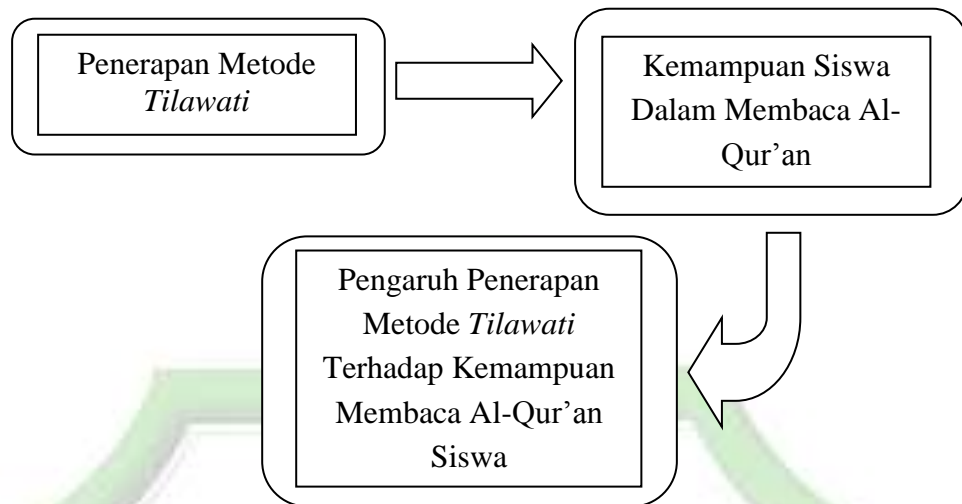 Penerapan Metode
Tilawati
Kemampuan Siswa
Dalam Membaca Al-
Qur’an
Pengaruh Penerapan
Metode Tilawati
Terhadap Kemampuan
Membaca Al-Qur’an
Siswa